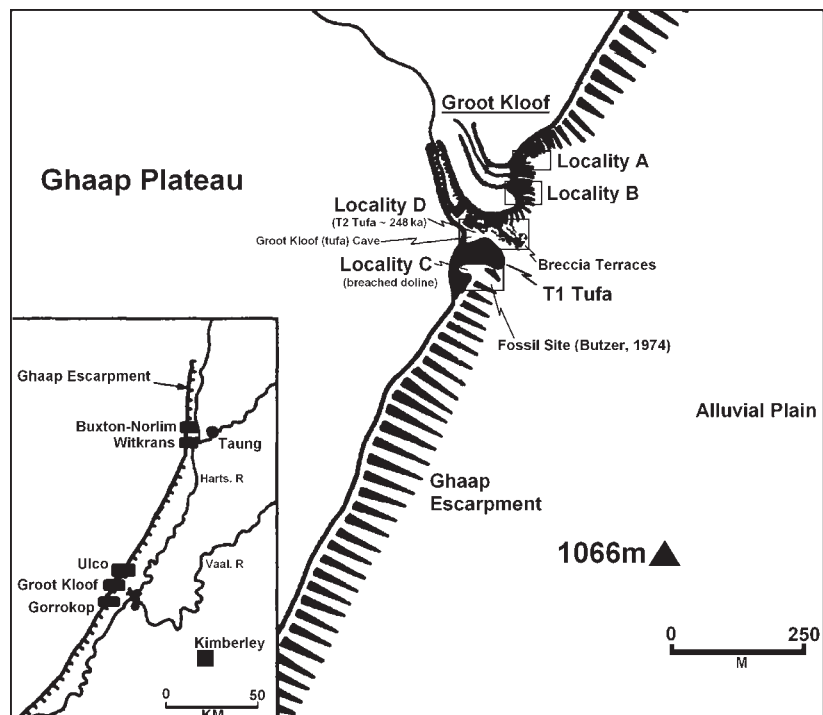 Groot Kloof
Locality A
Ghaap Plateau
Locality B
Locality D
(T2 Tufa ~ 248 ka)
Groot Kloof (tufa) Cave
Locality C
(breached doline)
Breccia Terraces
T1 Tufa
Fossil Site (Butzer, 1974)
Alluvial Plain
Ghaap
Escarpment
1066m
0 250
M
Ghaap Escarpment
Buxton-Norlim
Witkrans
Taung
Harts. R
Ulco
Vaal. R
Groot Kloof
Gorrokop
Kimberley
0 50
KM